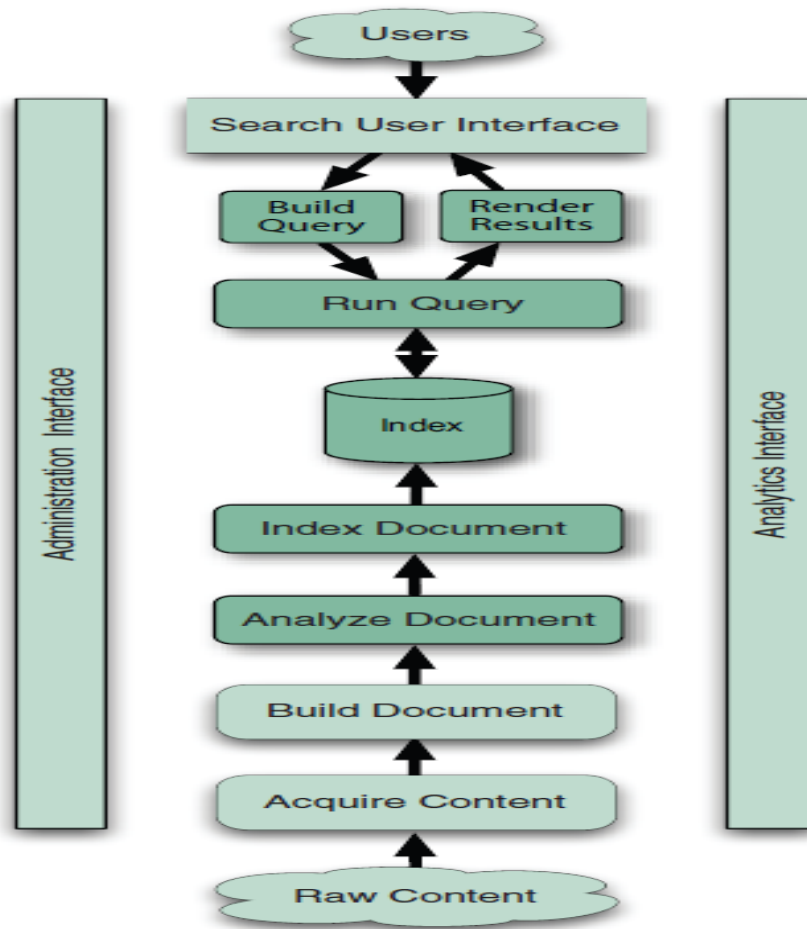 Users
Search User Interface
Build
Query
Render
Results
Run Query
Index
Index Document
Analyze Document
Build Document
Acquire Content
Raw Content
Administration Interface
Analytics Interface